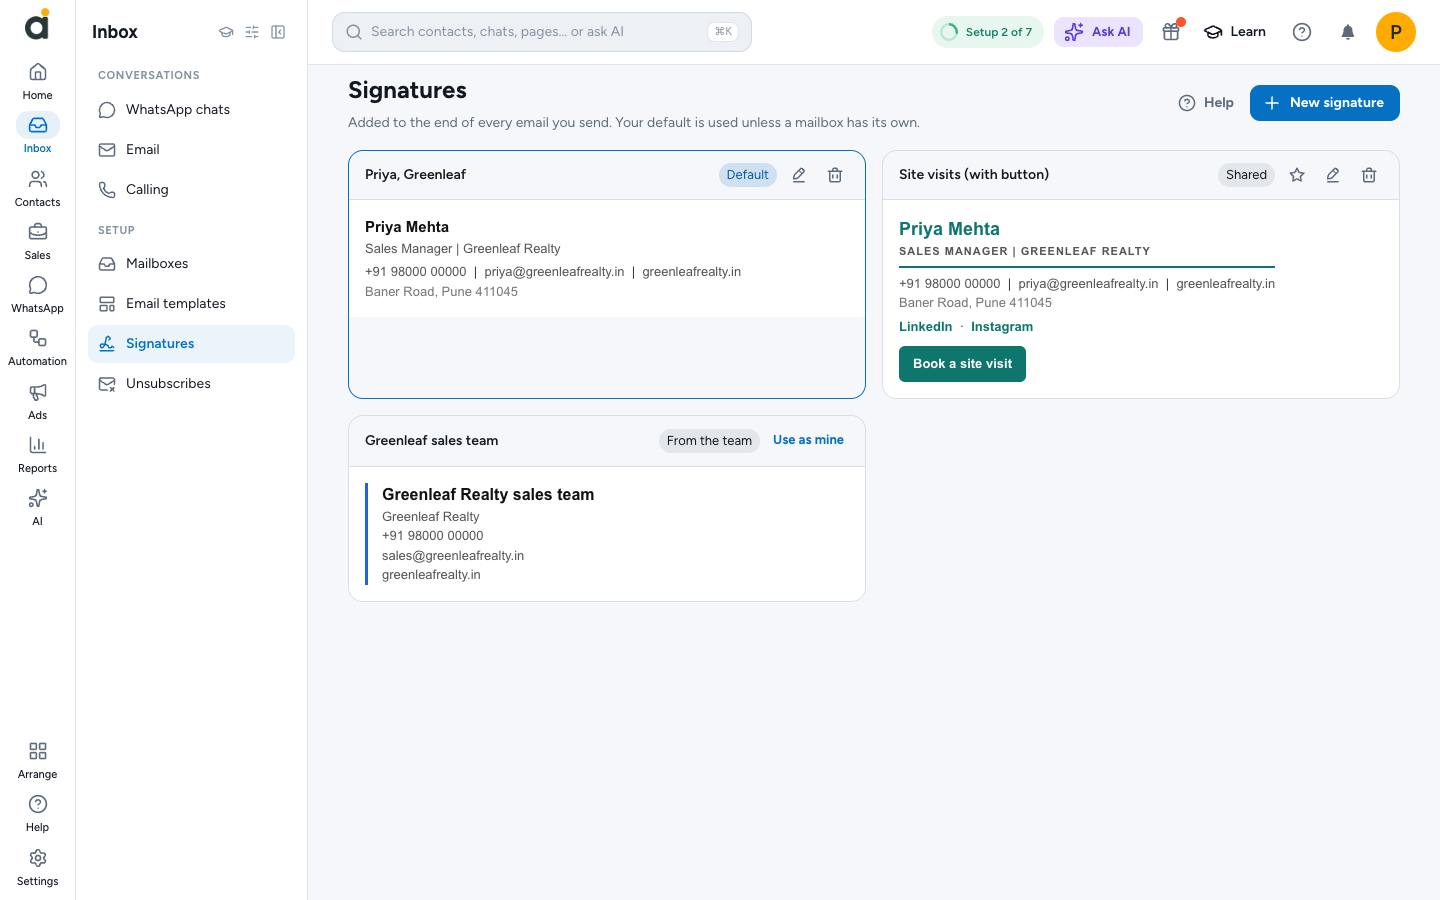 Inbox
Search contacts, chats, pages... or ask AI
⌘K
Setup 2 of 7
Ask AI
Learn
P
Home
Inbox
Contacts
Sales
WhatsApp
Automation
Ads
Reports
AI
Arrange
Help
Settings
CONVERSATIONS
WhatsApp chats
Email
Calling
SETUP
Mailboxes
Email templates
Signatures
Unsubscribes
Signatures
Added to the end of every email you send. Your default is used unless a mailbox has its own.
Help
New signature
Priya, Greenleaf
Default
Priya Mehta
Sales Manager | Greenleaf Realty
+91 98000 00000 | priya@greenleafrealty.in | greenleafrealty.in
Baner Road, Pune 411045
Site visits (with button)
Shared
Priya Mehta
SALES MANAGER | GREENLEAF REALTY
+91 98000 00000 | priya@greenleafrealty.in | greenleafrealty.in
Baner Road, Pune 411045
LinkedIn · Instagram
Book a site visit
Greenleaf sales team
From the team
Use as mine
Greenleaf Realty sales team
Greenleaf Realty
+91 98000 00000
sales@greenleafrealty.in
greenleafrealty.in